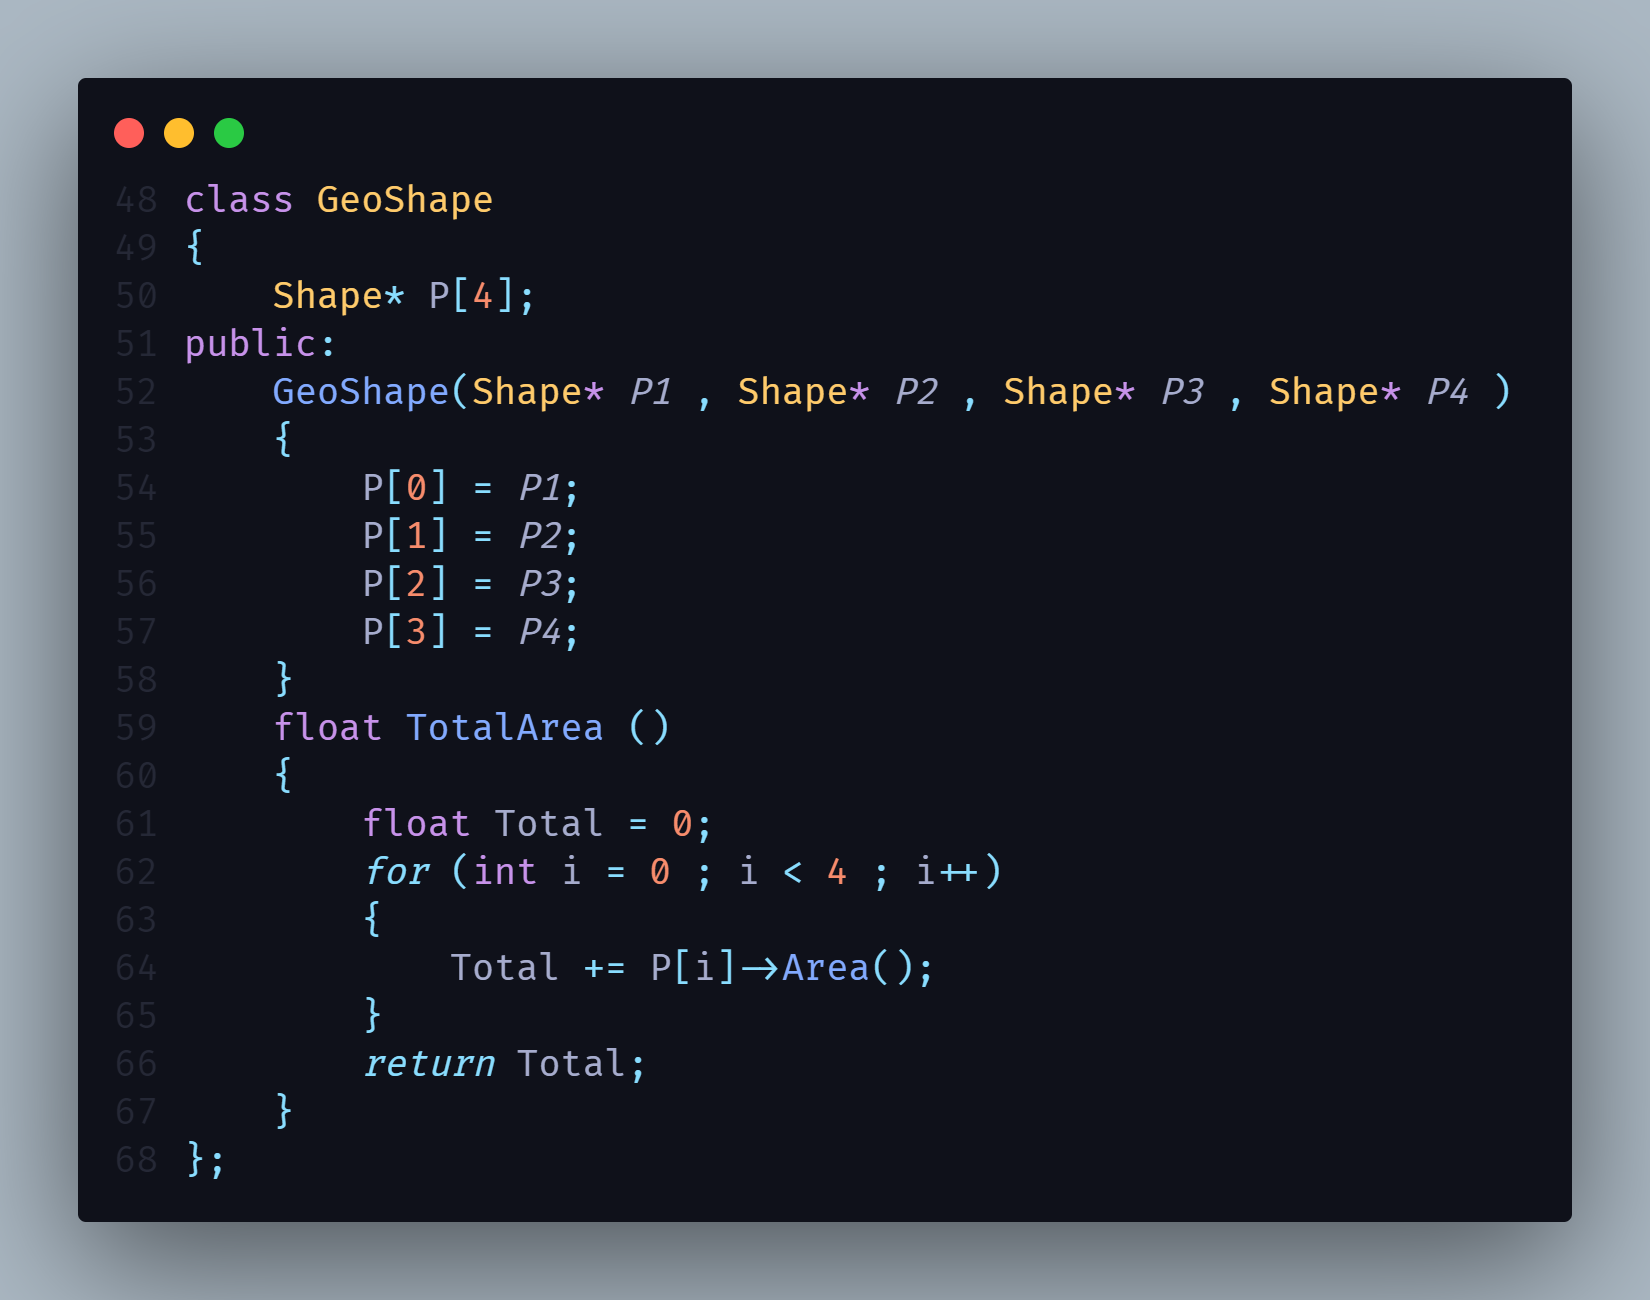 48 class GeoShape
49 {
50     Shape* P[4];
51 public:
52     GeoShape(Shape* P1 , Shape* P2 , Shape* P3 , Shape* P4 )
53     {
54         P[0] = P1;
55         P[1] = P2;
56         P[2] = P3;
57         P[3] = P4;
58     }
59     float TotalArea ()
60     {
61         float Total = 0;
62         for (int i = 0 ; i < 4 ; i++)
63         {
64             Total += P[i]->Area();
65         }
66         return Total;
67     }
68 };